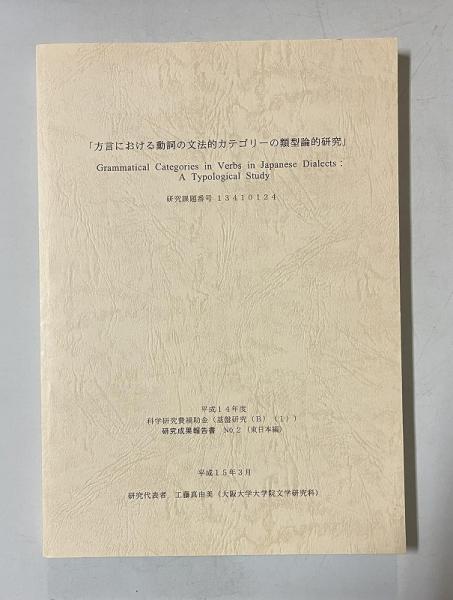 「方言における動詞の文法的カテゴリーの類型論的研究」
Grammatical Categories in Verbs in Japanese Dialects:
A Typological Study
研究課題番号 13410124
平成14年度
科学研究費補助金（基盤研究（B）（1））
研究成果報告書 No.2（東日本編）
平成15年3月
研究代表者 工藤真由美（大阪大学大学院文学研究科）